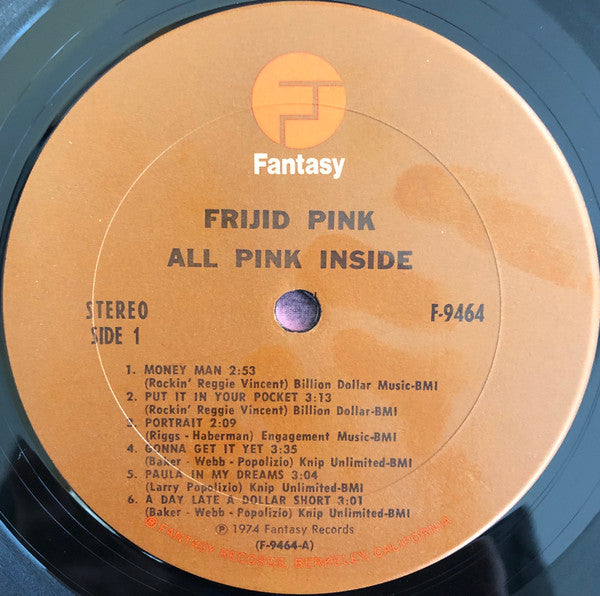 Fantasy
FRIJID PINK
ALL PINK INSIDE
STEREO
SIDE 1
F-9464
1. MONEY MAN 2:53
(Rockin' Reggie Vincent) Billion Dollar Music-BMI
2. PUT IT IN YOUR POCKET 3:13
(Rockin' Reggie Vincent) Billion Dollar-BMI
3. PORTRAIT 2:09
(Riggs - Haberman) Engagement Music-BMI
4. GONNA GET IT YET 3:35
(Baker - Webb - Popolizio) Knip Unlimited-BMI
5. PAULA IN MY DREAMS 3:04
(Larry Popolizio) Knip Unlimited-BMI
6. A DAY LATE A DOLLAR SHORT 3:01
(Baker - Webb - Popolizio) Knip Unlimited-BMI
℗ 1974 Fantasy Records
(F-9464-A)
® FANTASY RECORDS, BERKELEY, CALIFORNIA